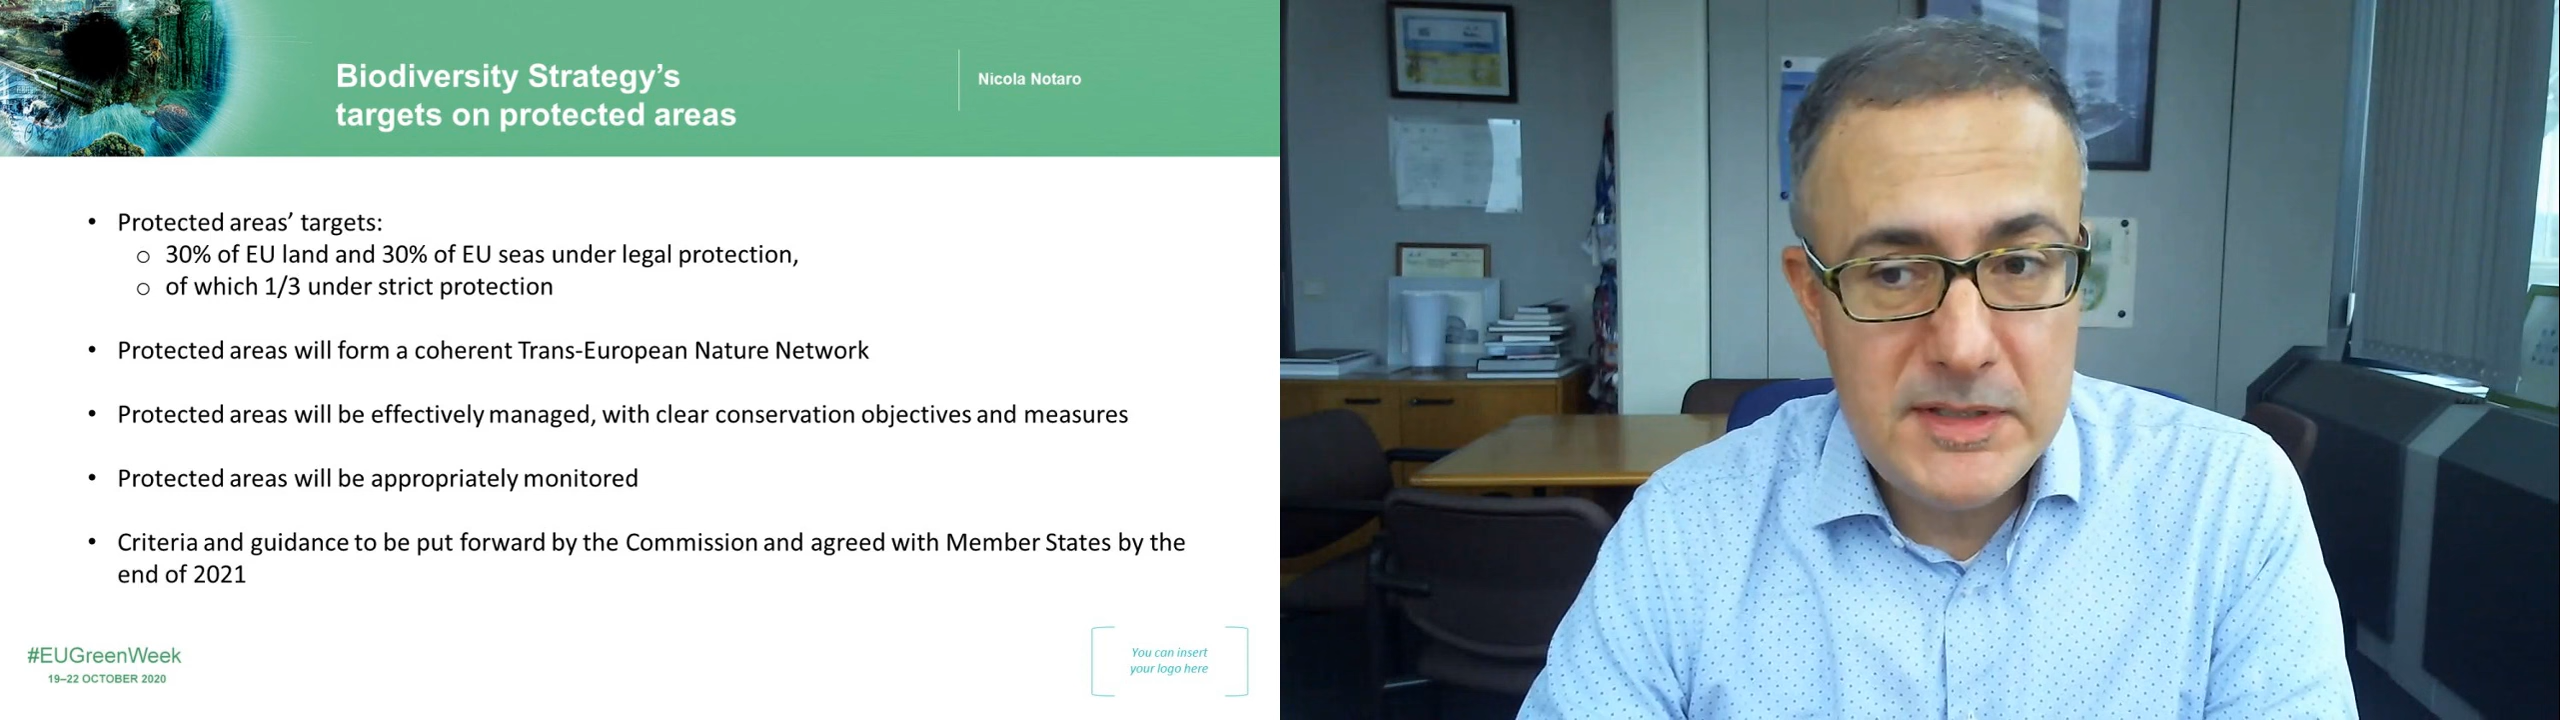 Biodiversity Strategy’s
targets on protected areas
Nicola Notaro
• Protected areas’ targets:
o 30% of EU land and 30% of EU seas under legal protection,
o of which 1/3 under strict protection
• Protected areas will form a coherent Trans-European Nature Network
• Protected areas will be effectively managed, with clear conservation objectives and measures
• Protected areas will be appropriately monitored
• Criteria and guidance to be put forward by the Commission and agreed with Member States by the
end of 2021
#EUGreenWeek
19–22 OCTOBER 2020
You can insert
your logo here